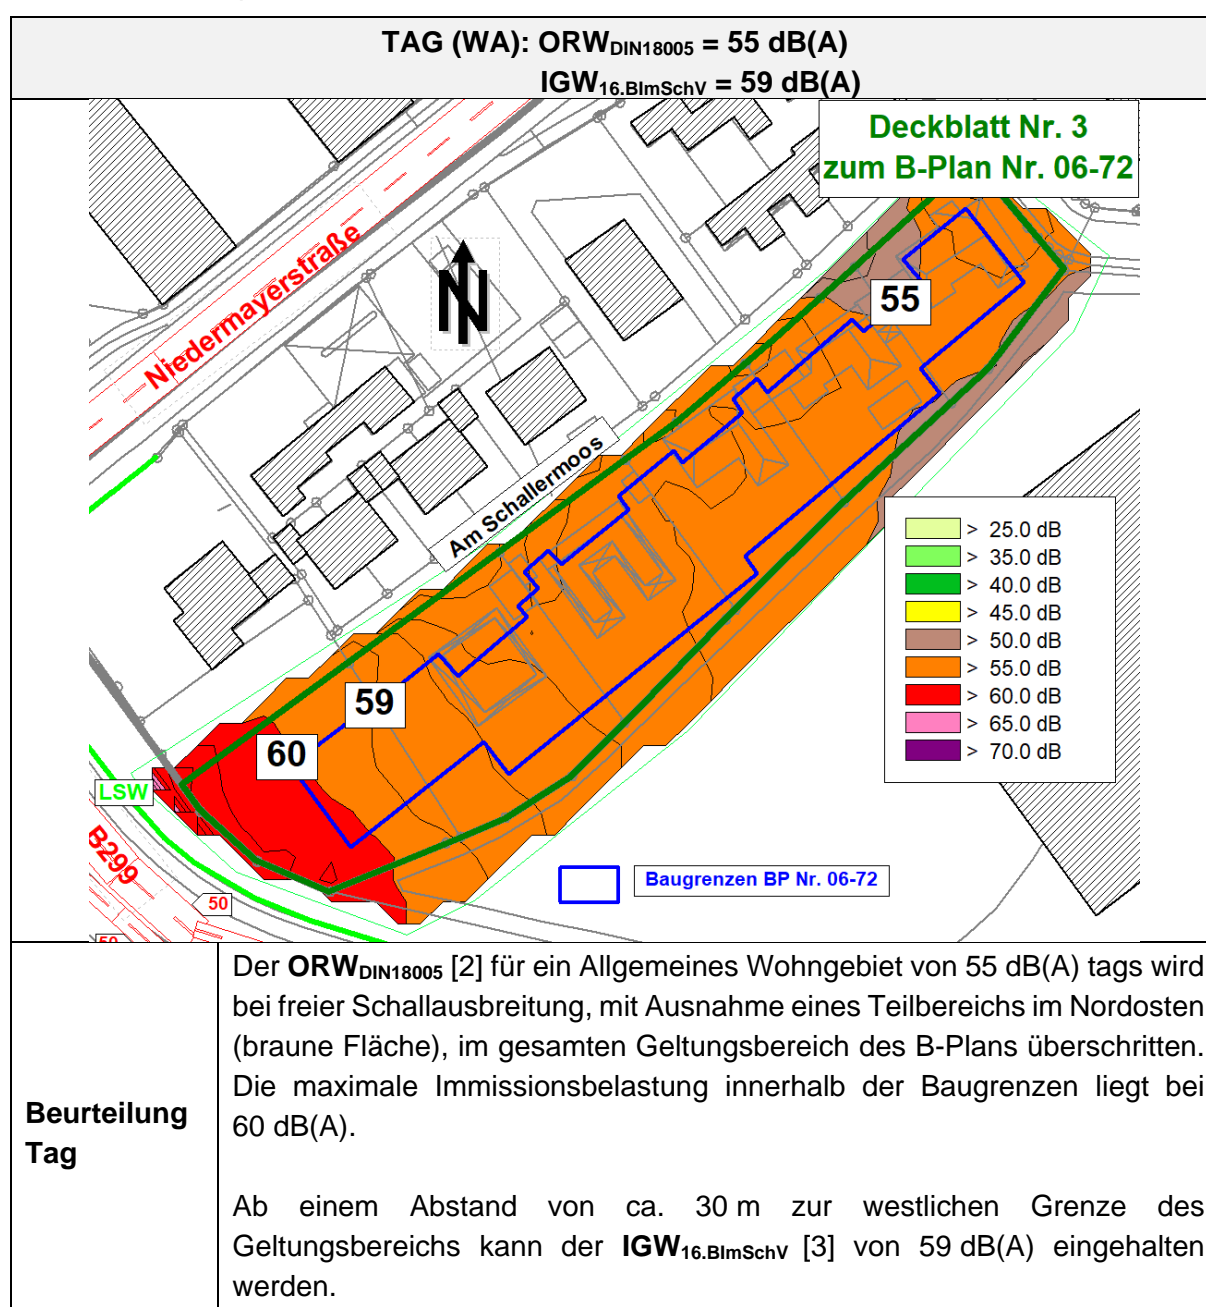 TAG (WA): ORWDIN18005 = 55 dB(A)
IGW16.BImSchV = 59 dB(A)
Deckblatt Nr. 3
zum B-Plan Nr. 06-72
Niedermayerstraße
N
55
Am Schallermoos
> 25.0 dB
> 35.0 dB
> 40.0 dB
> 45.0 dB
> 50.0 dB
> 55.0 dB
> 60.0 dB
> 65.0 dB
> 70.0 dB
59
60
LSW
B299
50
Baugrenzen BP Nr. 06-72
Beurteilung
Tag
Der ORWDIN18005 [2] für ein Allgemeines Wohngebiet von 55 dB(A) tags wird
bei freier Schallausbreitung, mit Ausnahme eines Teilbereichs im Nordosten
(braune Fläche), im gesamten Geltungsbereich des B-Plans überschritten.
Die maximale Immissionsbelastung innerhalb der Baugrenzen liegt bei
60 dB(A).
Ab einem Abstand von ca. 30 m zur westlichen Grenze des
Geltungsbereichs kann der IGW16.BImSchV [3] von 59 dB(A) eingehalten
werden.